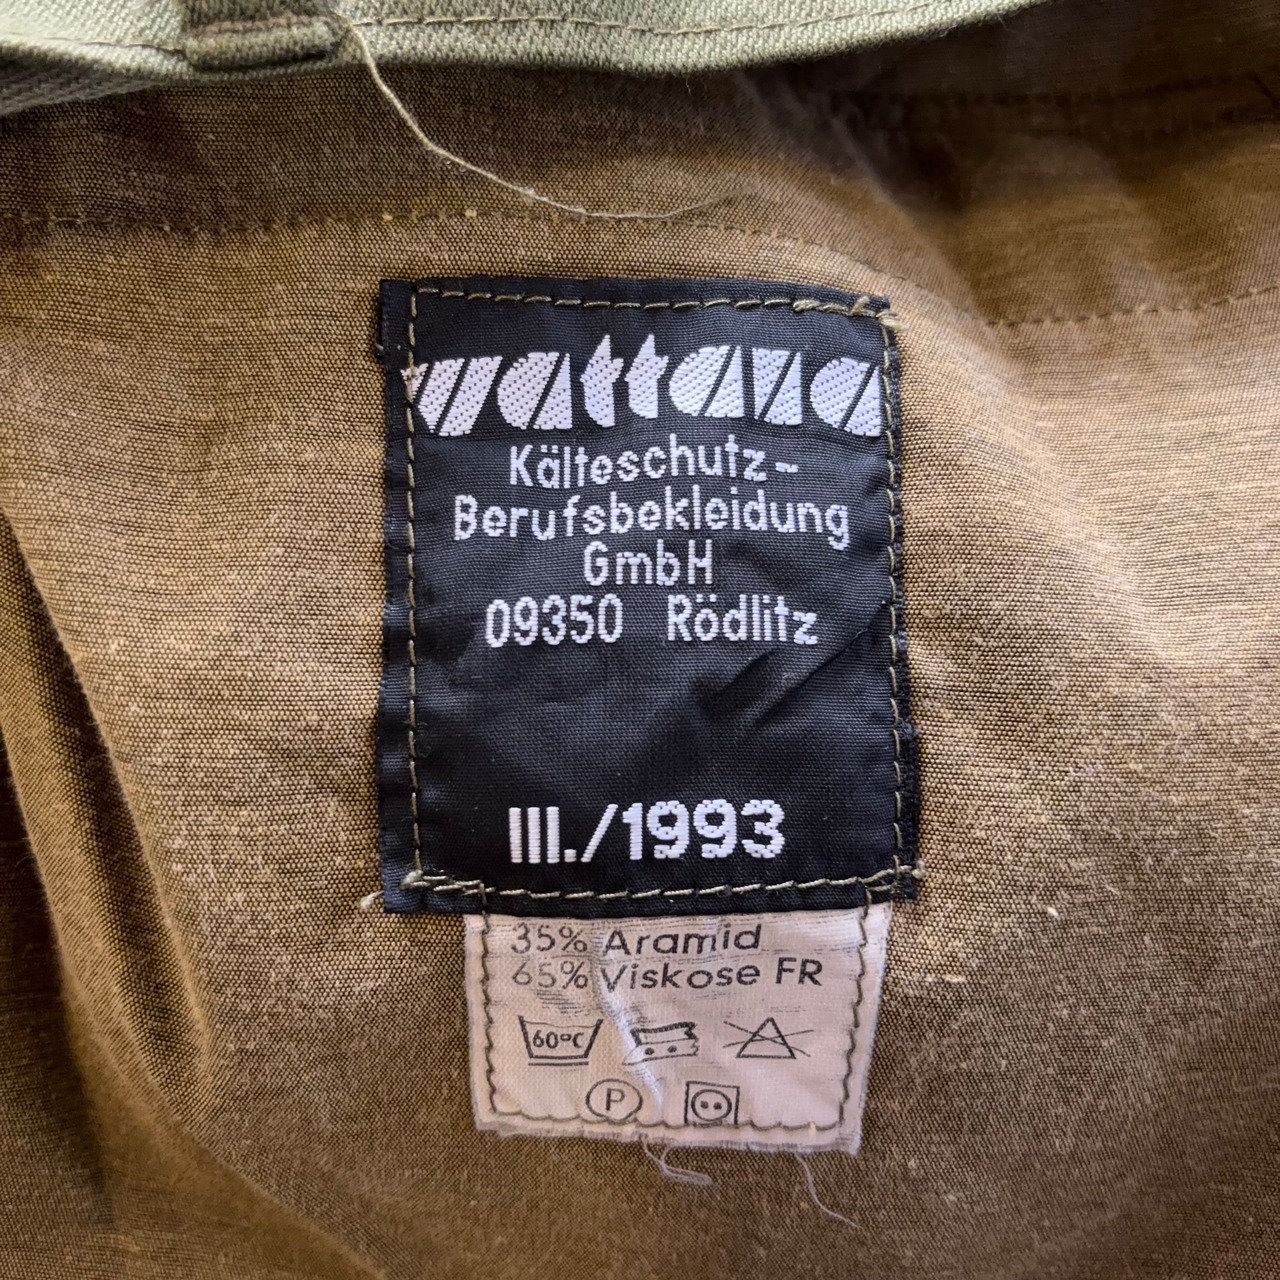 wattana
Kälteschutz-
Berufsbekleidung
GmbH
09350 Rödlitz
III./1993
35% Aramid
65% Viskose FR
60°C
P